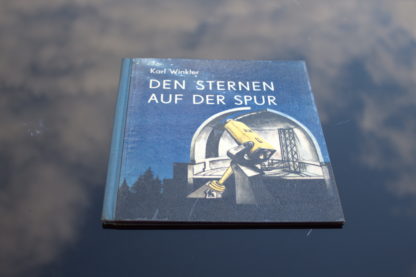 Karl Winkler
DEN STERNEN
AUF DER SPUR